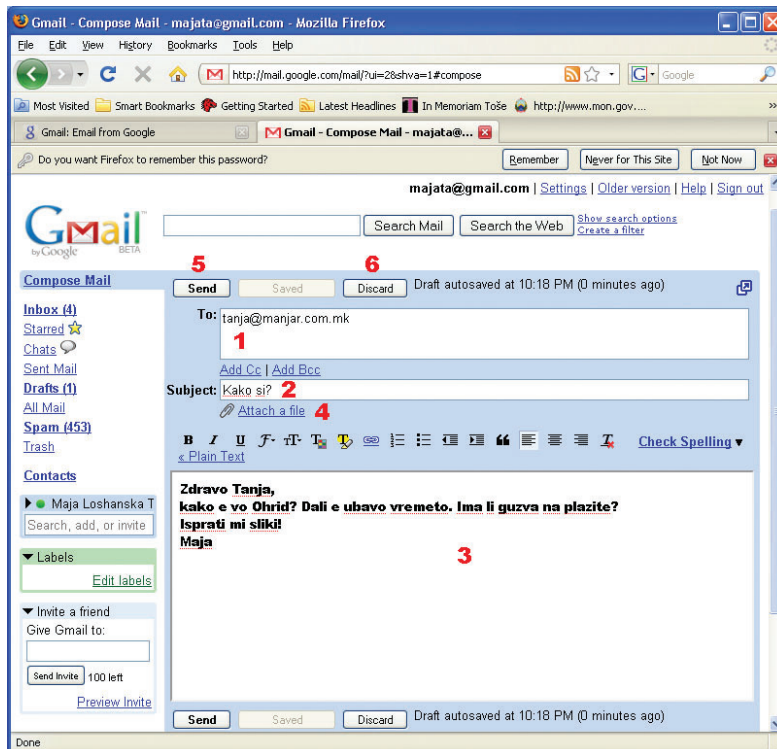 Gmail - Compose Mail - majata@gmail.com - Mozilla Firefox
File Edit View History Bookmarks Tools Help
http://mail.google.com/mail/?ui=2&shva=1#compose
G Google
Most Visited Smart Bookmarks Getting Started Latest Headlines In Memoriam Toše http://www.mon.gov.... »
Gmail: Email from Google Gmail - Compose Mail - majata@...
Do you want Firefox to remember this password? Remember Never for This Site Not Now
majata@gmail.com | Settings | Older version | Help | Sign out
Gmail™
by Google BETA
Search Mail Search the Web Show search options
Create a filter
5 6
Compose Mail
Send Saved Discard Draft autosaved at 10:18 PM (0 minutes ago)
Inbox (4)
Starred
Chats
Sent Mail
Drafts (1)
All Mail
Spam (453)
Trash
Contacts
Maja Loshanska T
Search, add, or invite
Labels
Edit labels
Invite a friend
Give Gmail to:
Send Invite 100 left
Preview Invite
To: tanja@manjar.com.mk
1
Add Cc | Add Bcc
Subject: Kako si? 2
Attach a file 4
B I U Check Spelling ▼
« Plain Text
Zdravo Tanja,
kako e vo Ohrid? Dali e ubavo vremeto. Ima li guzva na plazite?
Isprati mi sliki!
Maja
3
Send Saved Discard Draft autosaved at 10:18 PM (0 minutes ago)
Done